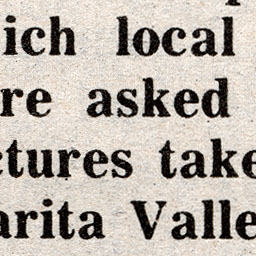 ich local
re asked
ctures take
arita Valle